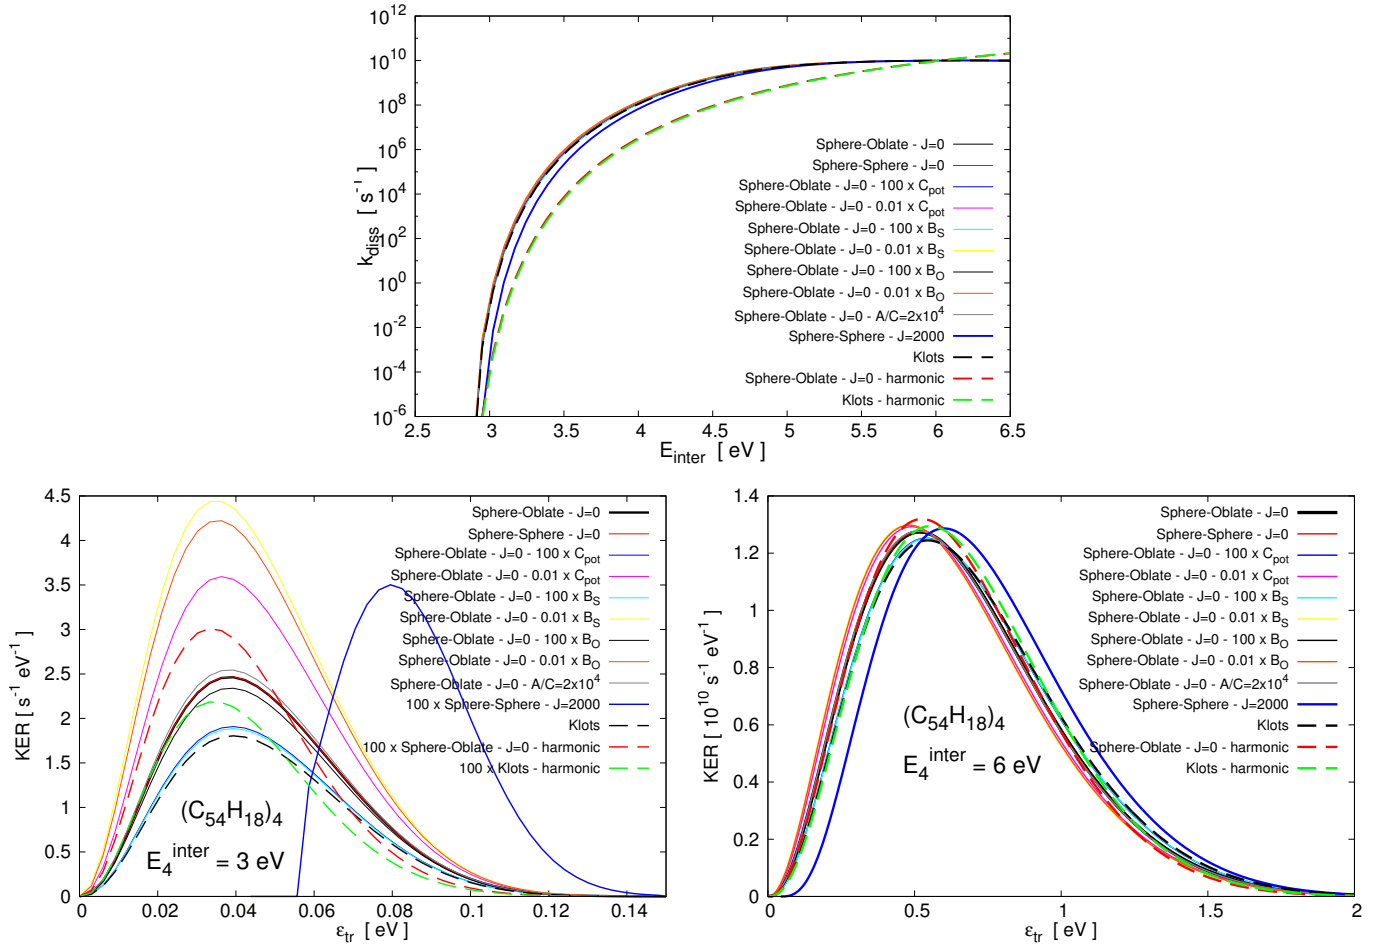 10^12
10^10
10^8
10^6
10^4
10^2
10^0
10^-2
10^-4
10^-6
k_diss [ s^-1 ]
Sphere-Oblate - J=0
Sphere-Sphere - J=0
Sphere-Oblate - J=0 - 100 x C_pot
Sphere-Oblate - J=0 - 0.01 x C_pot
Sphere-Oblate - J=0 - 100 x B_S
Sphere-Oblate - J=0 - 0.01 x B_S
Sphere-Oblate - J=0 - 100 x B_O
Sphere-Oblate - J=0 - 0.01 x B_O
Sphere-Oblate - J=0 - A/C=2x10^4
Sphere-Sphere - J=2000
Klots
Sphere-Oblate - J=0 - harmonic
Klots - harmonic
2.5 3 3.5 4 4.5 5 5.5 6 6.5
E_inter [ eV ]
4.5
4
3.5
3
2.5
2
1.5
1
0.5
0
KER [ s^-1 eV^-1 ]
Sphere-Oblate - J=0
Sphere-Sphere - J=0
Sphere-Oblate - J=0 - 100 x C_pot
Sphere-Oblate - J=0 - 0.01 x C_pot
Sphere-Oblate - J=0 - 100 x B_S
Sphere-Oblate - J=0 - 0.01 x B_S
Sphere-Oblate - J=0 - 100 x B_O
Sphere-Oblate - J=0 - 0.01 x B_O
Sphere-Oblate - J=0 - A/C=2x10^4
100 x Sphere-Sphere - J=2000
Klots
100 x Sphere-Oblate - J=0 - harmonic
100 x Klots - harmonic
(C_54H_18)_4
E_4^inter = 3 eV
0 0.02 0.04 0.06 0.08 0.1 0.12 0.14
ε_tr [ eV ]
1.4
1.2
1
0.8
0.6
0.4
0.2
0
KER [ 10^10 s^-1 eV^-1 ]
Sphere-Oblate - J=0
Sphere-Sphere - J=0
Sphere-Oblate - J=0 - 100 x C_pot
Sphere-Oblate - J=0 - 0.01 x C_pot
Sphere-Oblate - J=0 - 100 x B_S
Sphere-Oblate - J=0 - 0.01 x B_S
Sphere-Oblate - J=0 - 100 x B_O
Sphere-Oblate - J=0 - 0.01 x B_O
Sphere-Oblate - J=0 - A/C=2x10^4
Sphere-Sphere - J=2000
Klots
Sphere-Oblate - J=0 - harmonic
Klots - harmonic
(C_54H_18)_4
E_4^inter = 6 eV
0 0.5 1 1.5 2
ε_tr [ eV ]